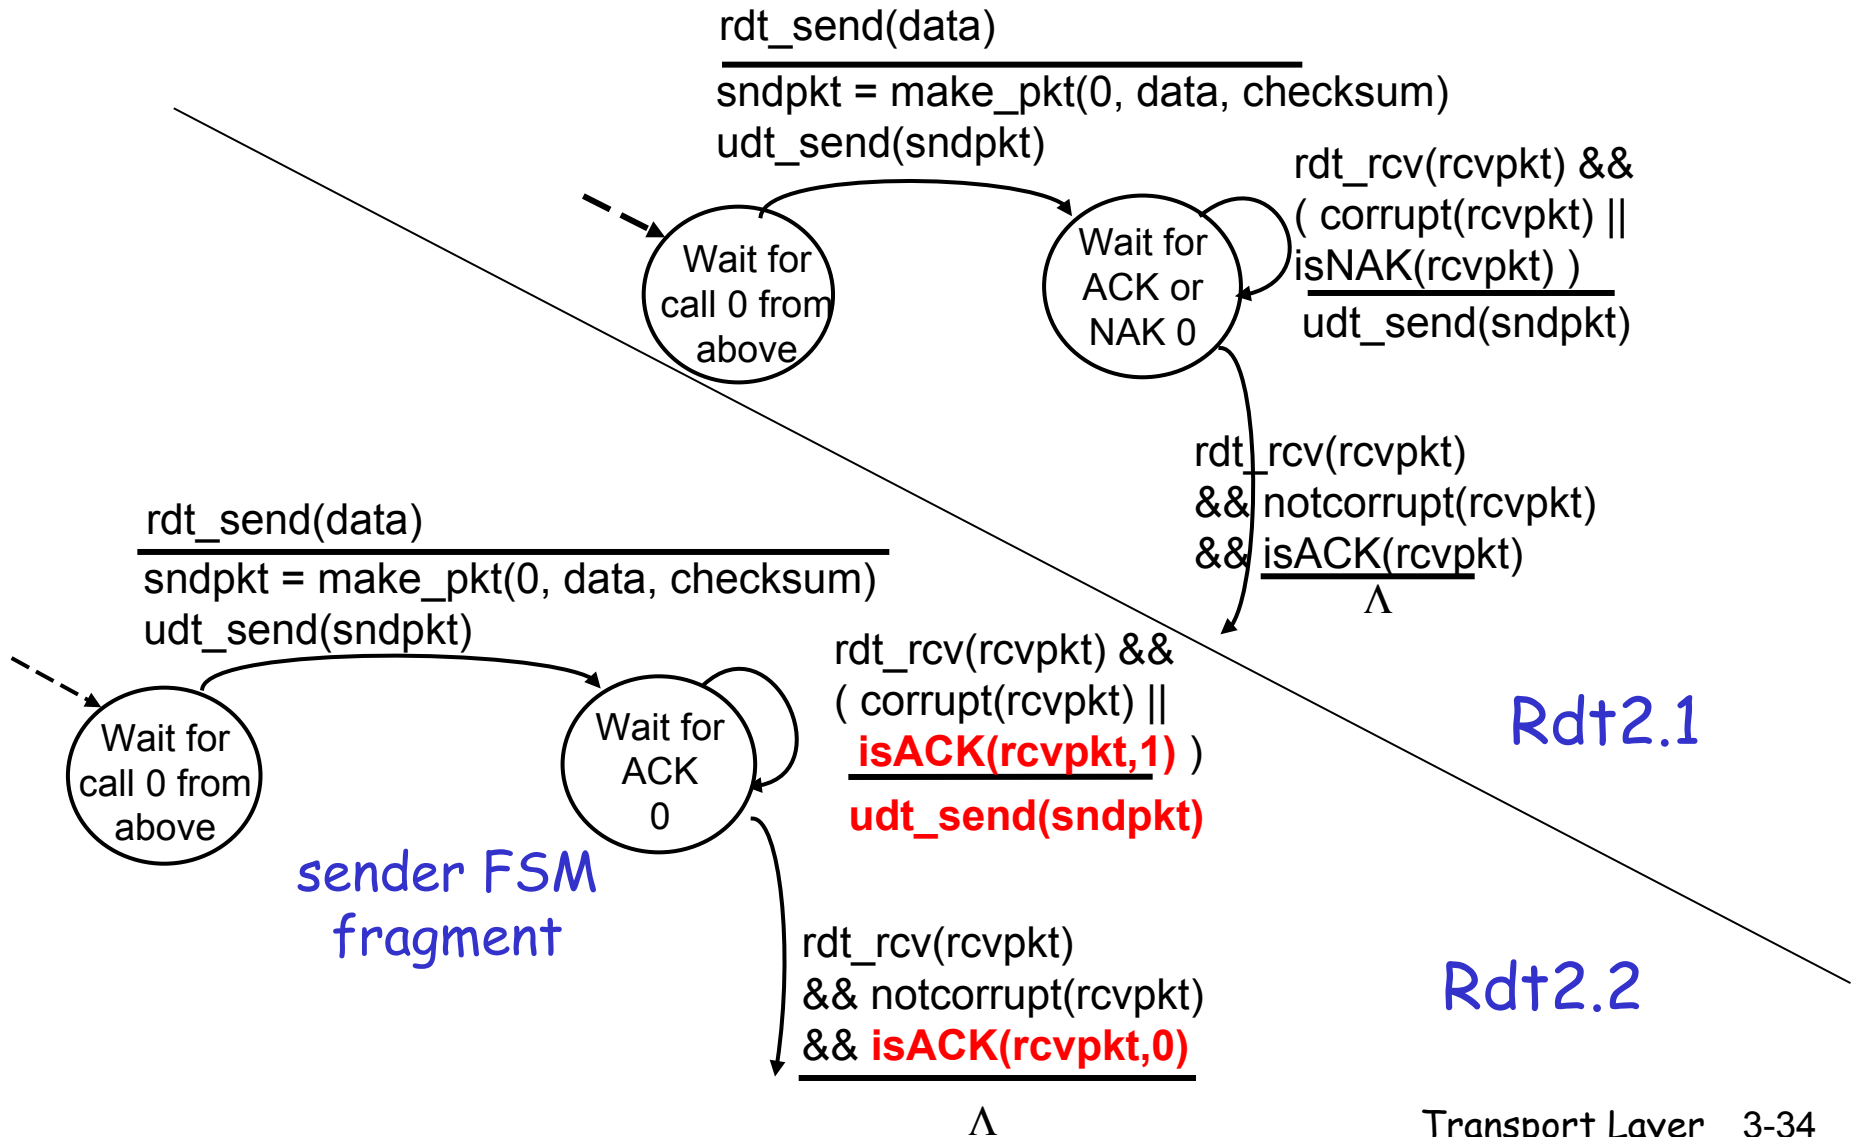 rdt_send(data)
sndpkt = make_pkt(0, data, checksum)
udt_send(sndpkt)
Wait for
call 0 from
above
Wait for
ACK or
NAK 0
rdt_rcv(rcvpkt) &&
( corrupt(rcvpkt) ||
isNAK(rcvpkt) )
udt_send(sndpkt)
rdt_rcv(rcvpkt)
&& notcorrupt(rcvpkt)
&& isACK(rcvpkt)
Λ
Rdt2.1
rdt_send(data)
sndpkt = make_pkt(0, data, checksum)
udt_send(sndpkt)
Wait for
call 0 from
above
Wait for
ACK
0
rdt_rcv(rcvpkt) &&
( corrupt(rcvpkt) ||
isACK(rcvpkt,1) )
udt_send(sndpkt)
sender FSM
fragment
rdt_rcv(rcvpkt)
&& notcorrupt(rcvpkt)
&& isACK(rcvpkt,0)
Λ
Rdt2.2
Transport Layer 3-34